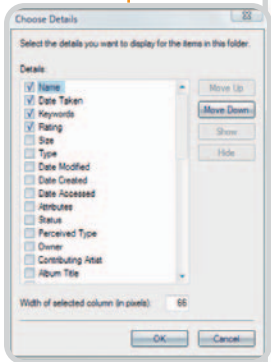 Choose Details
Select the details you want to display for the items in this folder.
Details:
Name
Date Taken
Keywords
Rating
Size
Type
Date Modified
Date Created
Date Accessed
Attributes
Status
Perceived Type
Owner
Contributing Artist
Album Title
Move Up
Move Down
Show
Hide
Width of selected column (in pixels): 66
OK Cancel